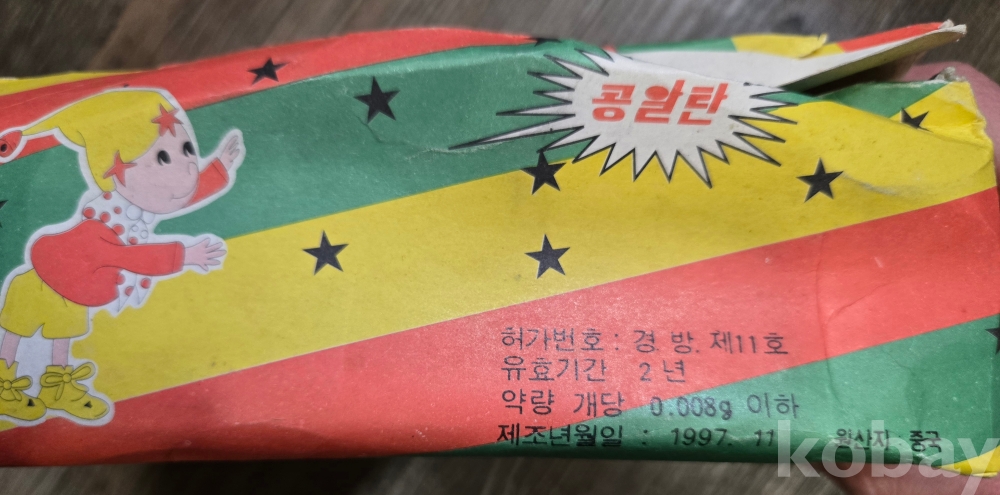 콩알탄
허가번호 : 경 방. 제11호
유효기간 2 년
약량 개당 0.008g 이하
제조년월일 : 1997. 11 원산지 중국
kobay